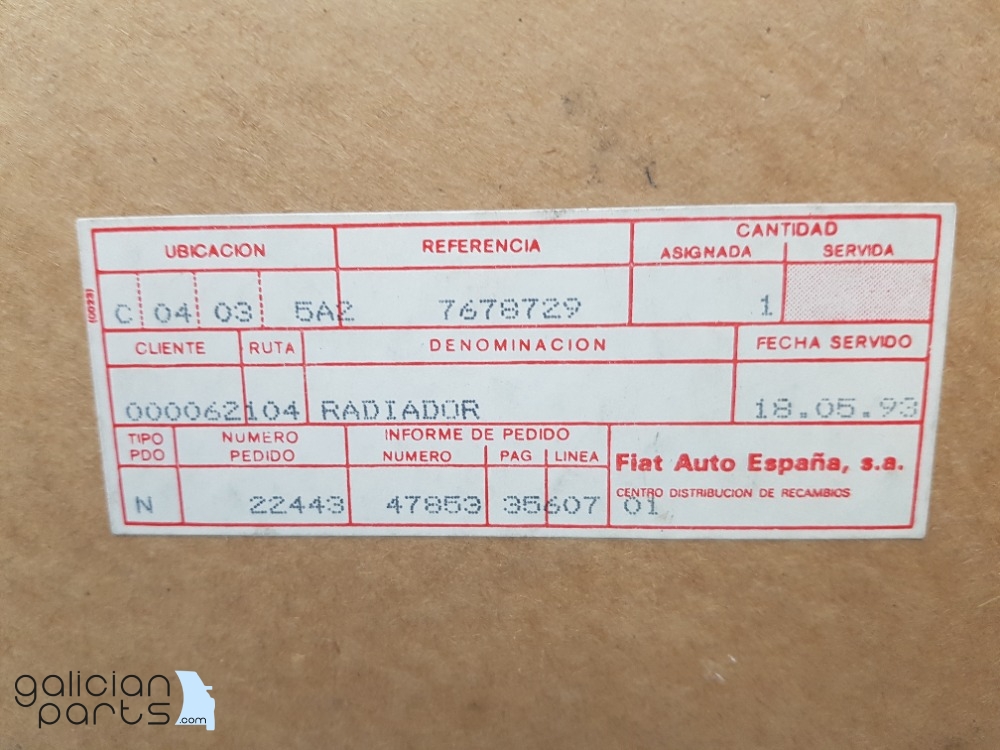 UBICACION REFERENCIA CANTIDAD
ASIGNADA SERVIDA
(0023)
C 04 03 5A2 7678729 1
CLIENTE RUTA DENOMINACION FECHA SERVIDO
000062104 RADIADOR 18.05.93
TIPO PDO NUMERO PEDIDO INFORME DE PEDIDO
NUMERO PAG LINEA
Fiat Auto España, s.a.
CENTRO DISTRIBUCION DE RECAMBIOS
N 22443 47853 35607 01
galician
parts.com